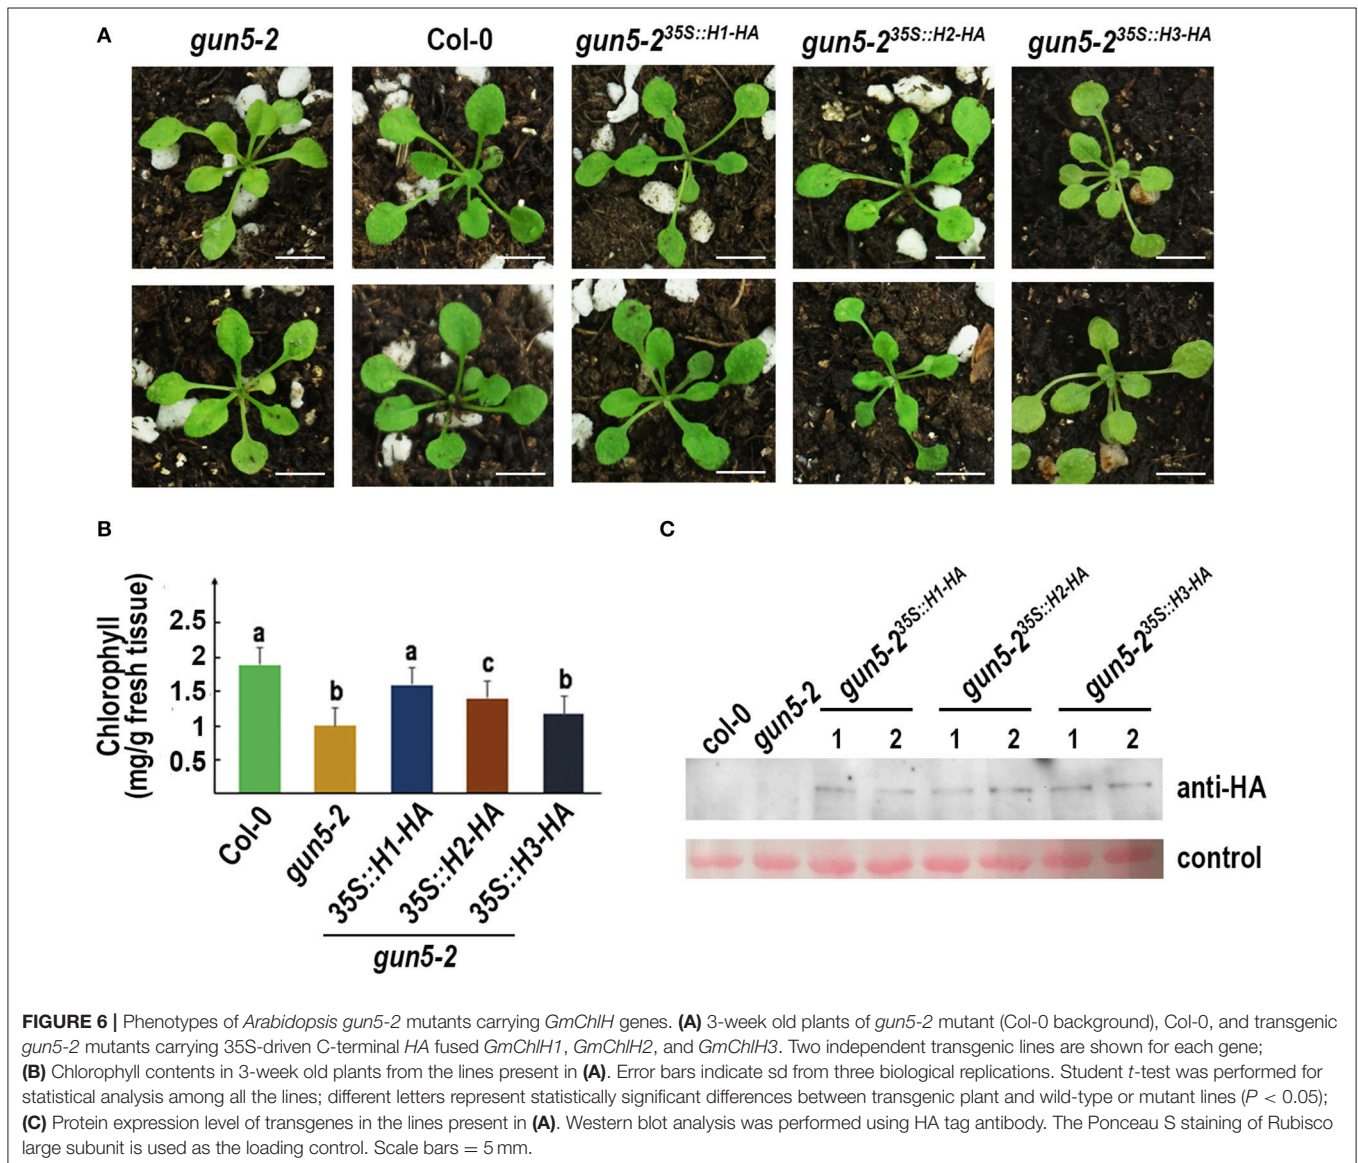 A
gun5-2 Col-0 gun5-2 35S::H1-HA gun5-2 35S::H2-HA gun5-2 35S::H3-HA
B
Chlorophyll
(mg/g fresh tissue)
2.5
2
1.5
1
0.5
a b a c b
Col-0 gun5-2 35S::H1-HA 35S::H2-HA 35S::H3-HA
gun5-2
C
col-0 gun5-2 gun5-2 35S::H1-HA gun5-2 35S::H2-HA gun5-2 35S::H3-HA
1 2 1 2 1 2
anti-HA
control
FIGURE 6 | Phenotypes of Arabidopsis gun5-2 mutants carrying GmChlH genes. (A) 3-week old plants of gun5-2 mutant (Col-0 background), Col-0, and transgenic
gun5-2 mutants carrying 35S-driven C-terminal HA fused GmChlH1, GmChlH2, and GmChlH3. Two independent transgenic lines are shown for each gene;
(B) Chlorophyll contents in 3-week old plants from the lines present in (A). Error bars indicate sd from three biological replications. Student t-test was performed for
statistical analysis among all the lines; different letters represent statistically significant differences between transgenic plant and wild-type or mutant lines (P < 0.05);
(C) Protein expression level of transgenes in the lines present in (A). Western blot analysis was performed using HA tag antibody. The Ponceau S staining of Rubisco
large subunit is used as the loading control. Scale bars = 5 mm.